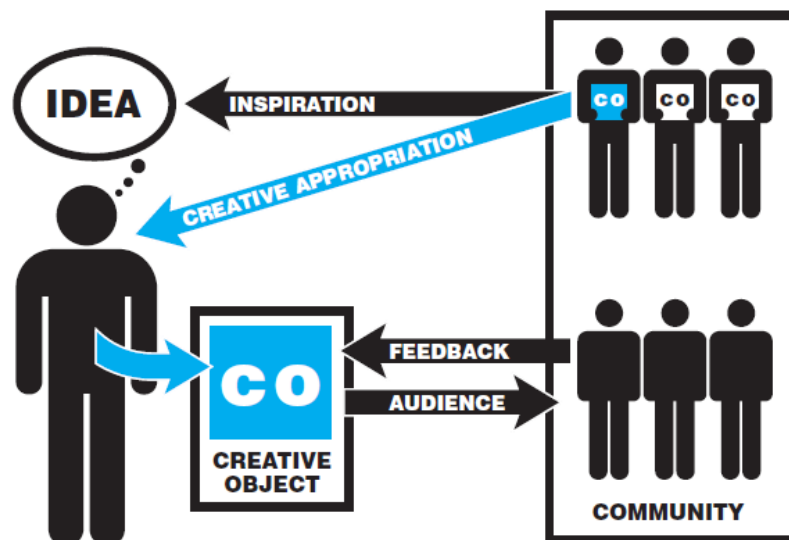 IDEA
INSPIRATION
CREATIVE APPROPRIATION
CO
CO
CO
FEEDBACK
AUDIENCE
CO
CREATIVE
OBJECT
COMMUNITY